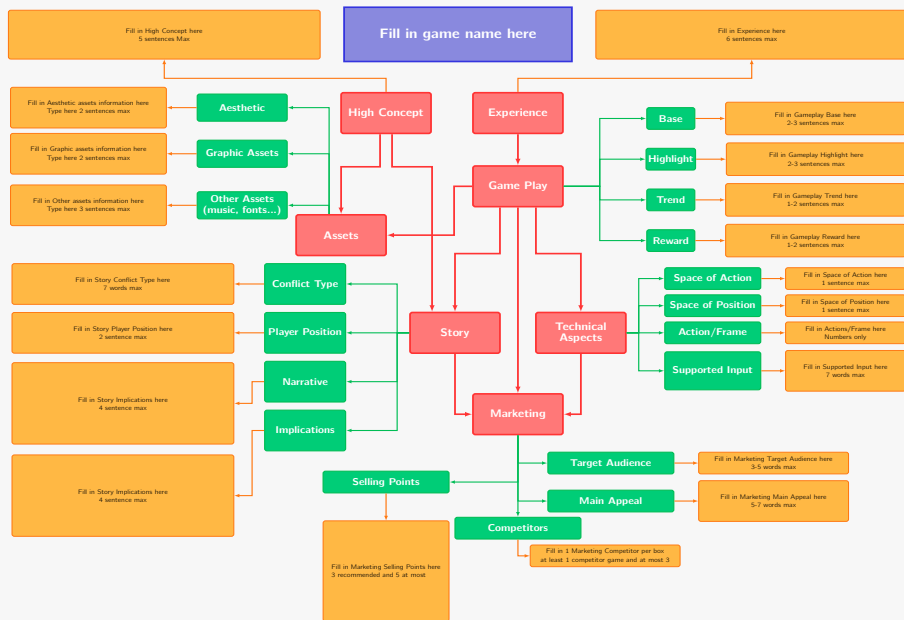 Fill in High Concept here
5 sentences Max
Fill in game name here
Fill in Experience here
6 sentences max
Fill in Aesthetic assets information here
Type here 2 sentences max
Aesthetic
High Concept
Experience
Base
Fill in Gameplay Base here
2-3 sentences max
Fill in Graphic assets information here
Type here 2 sentences max
Graphic Assets
Highlight
Fill in Gameplay Highlight here
2-3 sentences max
Game Play
Fill in Other assets information here
Type here 3 sentences max
Other Assets
(music, fonts...)
Trend
Fill in Gameplay Trend here
1-2 sentences max
Assets
Reward
Fill in Gameplay Reward here
1-2 sentences max
Fill in Story Conflict Type here
7 words max
Conflict Type
Space of Action
Fill in Space of Action here
1 sentence max
Space of Position
Fill in Space of Position here
1 sentence max
Fill in Story Player Position here
2 sentence max
Player Position
Story
Technical
Aspects
Action/Frame
Fill in Actions/Frame here
Numbers only
Narrative
Supported Input
Fill in Supported Input here
7 words max
Fill in Story Implications here
4 sentence max
Implications
Marketing
Target Audience
Fill in Marketing Target Audience here
3-5 words max
Fill in Story Implications here
4 sentence max
Selling Points
Main Appeal
Fill in Marketing Main Appeal here
5-7 words max
Competitors
Fill in 1 Marketing Competitor per box
at least 1 competitor game and at most 3
Fill in Marketing Selling Points here
3 recommended and 5 at most